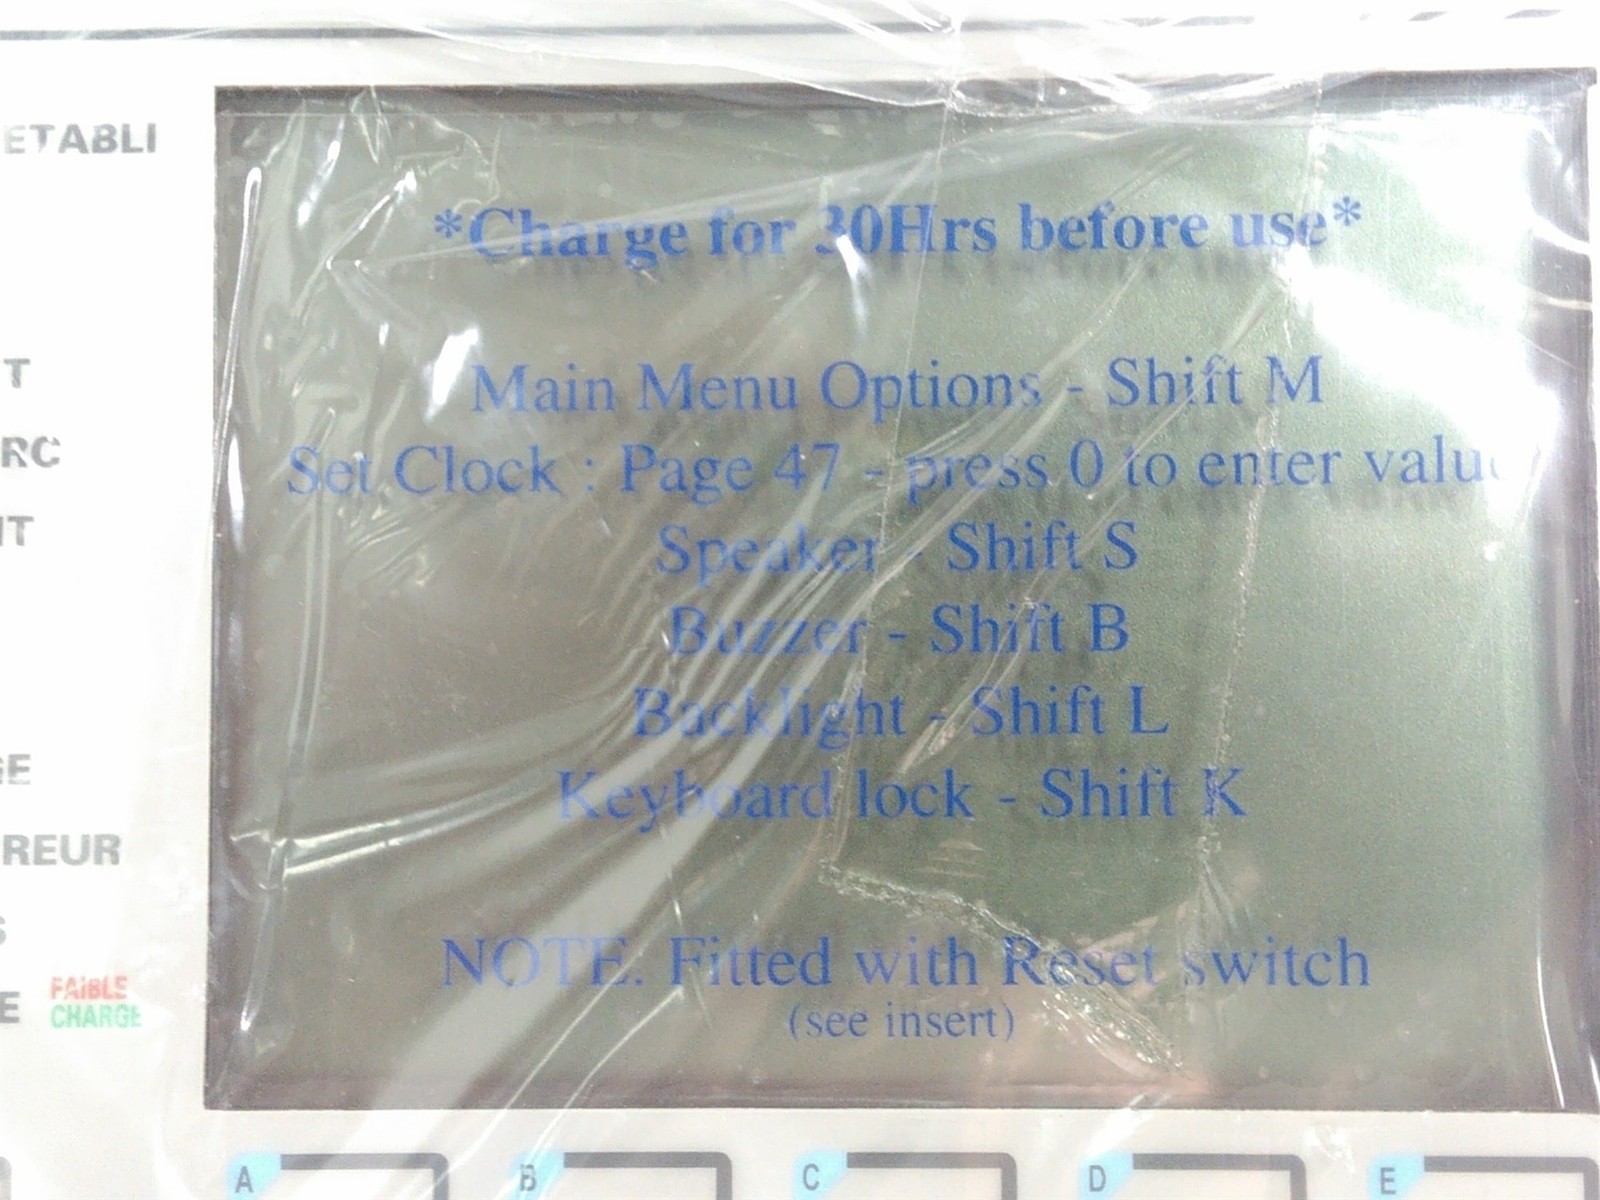 ETABLI
*Charge for 30Hrs before use*
T
Main Menu Options - Shift M
RC
Set Clock : Page 47 - press 0 to enter value
IT
Speaker - Shift S
Buzzer - Shift B
Backlight - Shift L
GE
Keyboard lock - Shift K
REUR
S
NOTE. Fitted with Reset switch
E FAIBLE
CHARGE
(see insert)
A B C D E